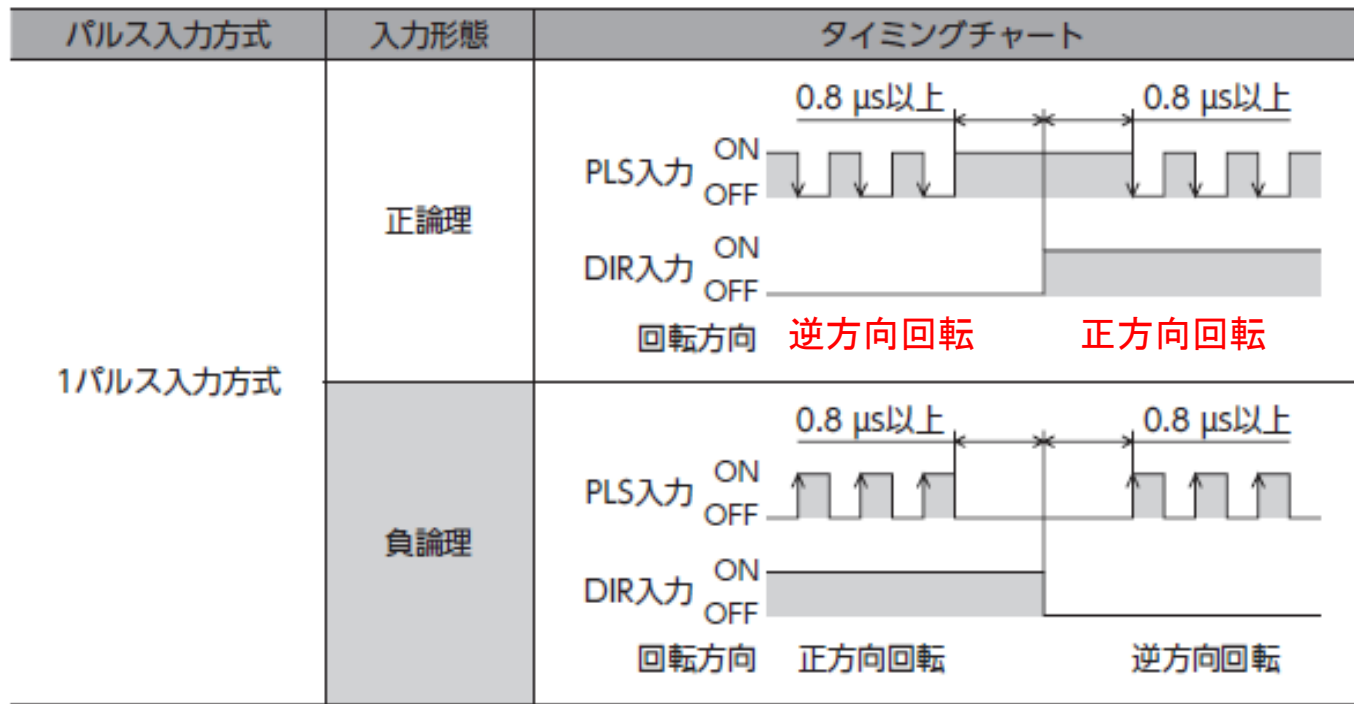 パルス入力方式 入力形態 タイミングチャート
1パルス入力方式
正論理
0.8 µs以上 0.8 µs以上
PLS入力 ON
OFF
DIR入力 ON
OFF
回転方向 逆方向回転 正方向回転
負論理
0.8 µs以上 0.8 µs以上
PLS入力 ON
OFF
DIR入力 ON
OFF
回転方向 正方向回転 逆方向回転